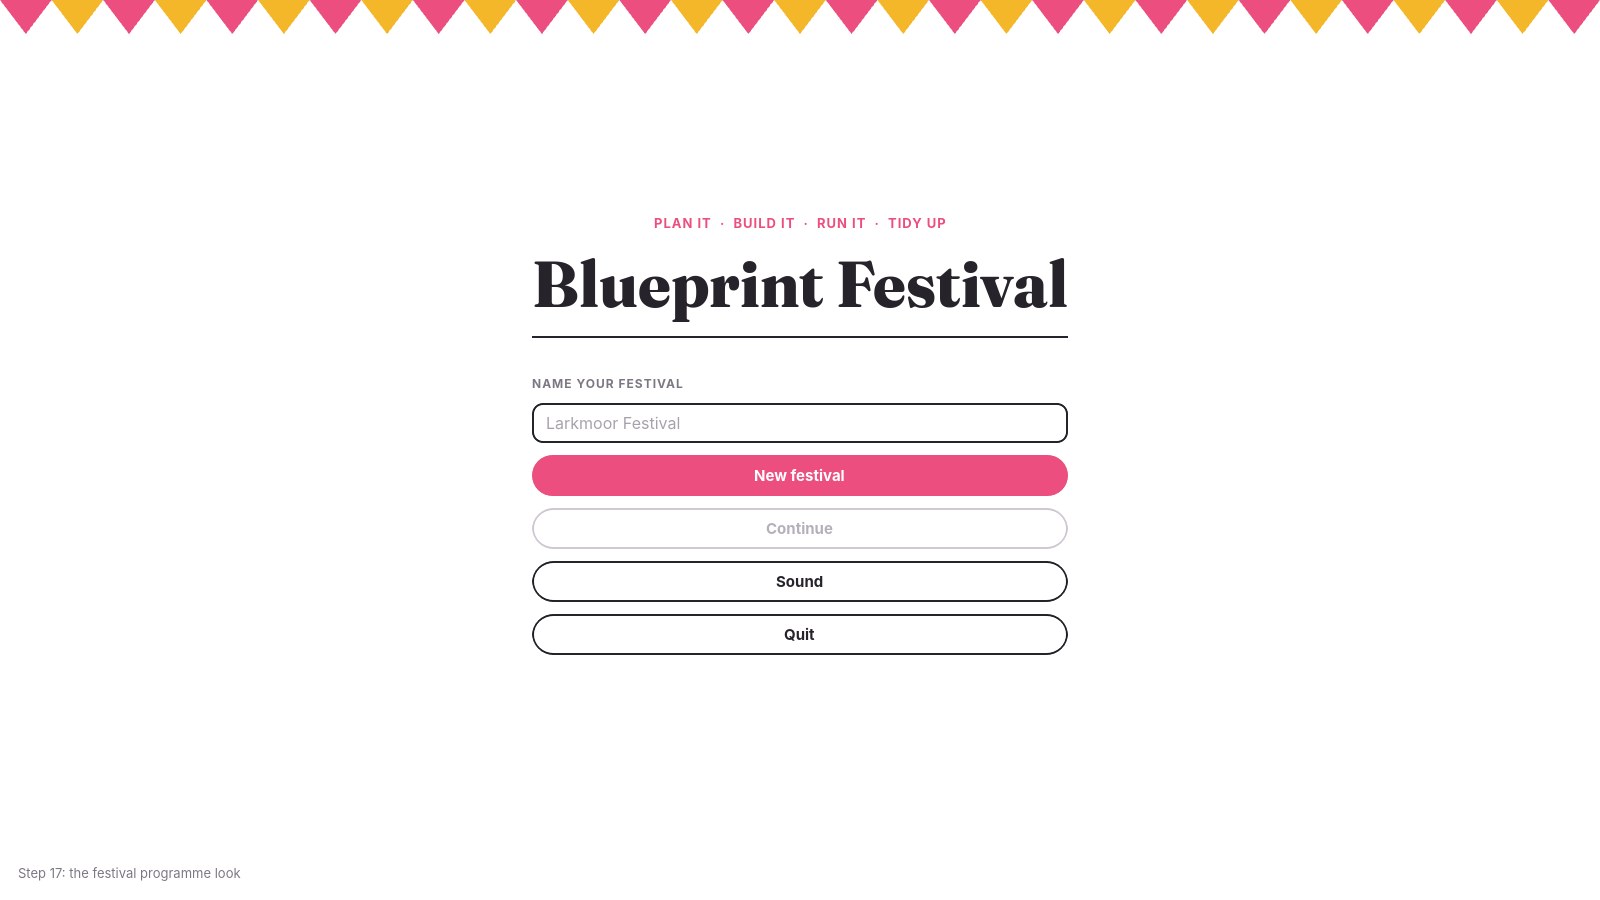 PLAN IT · BUILD IT · RUN IT · TIDY UP
Blueprint Festival
NAME YOUR FESTIVAL
Larkmoor Festival
New festival
Continue
Sound
Quit
Step 17: the festival programme look